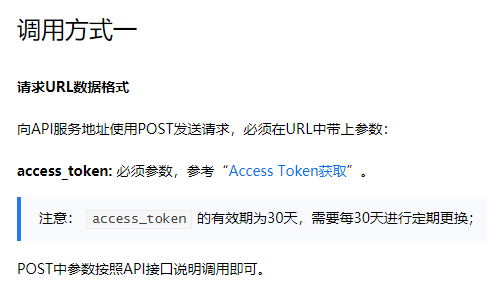 调用方式一
请求URL数据格式
向API服务地址使用POST发送请求，必须在URL中带上参数：
access_token: 必须参数，参考“Access Token获取”。
注意： access_token 的有效期为30天，需要每30天进行定期更换；
POST中参数按照API接口说明调用即可。